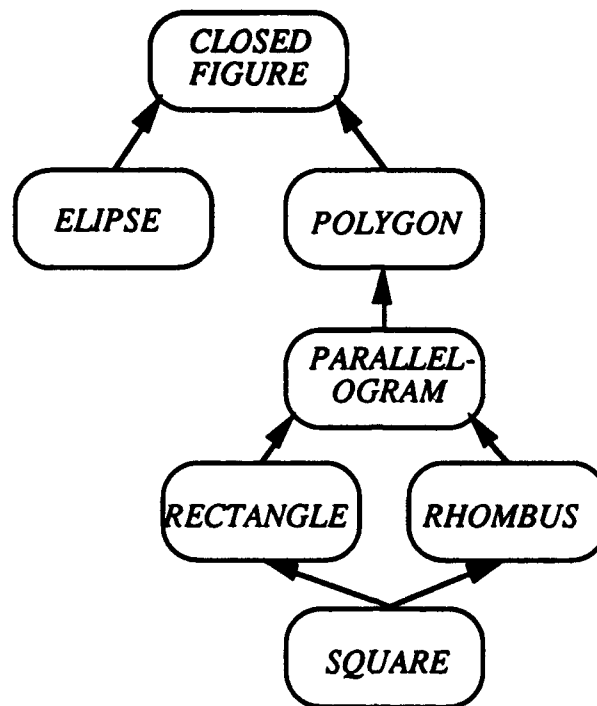 CLOSED
FIGURE
ELIPSE
POLYGON
PARALLEL-
OGRAM
RECTANGLE
RHOMBUS
SQUARE